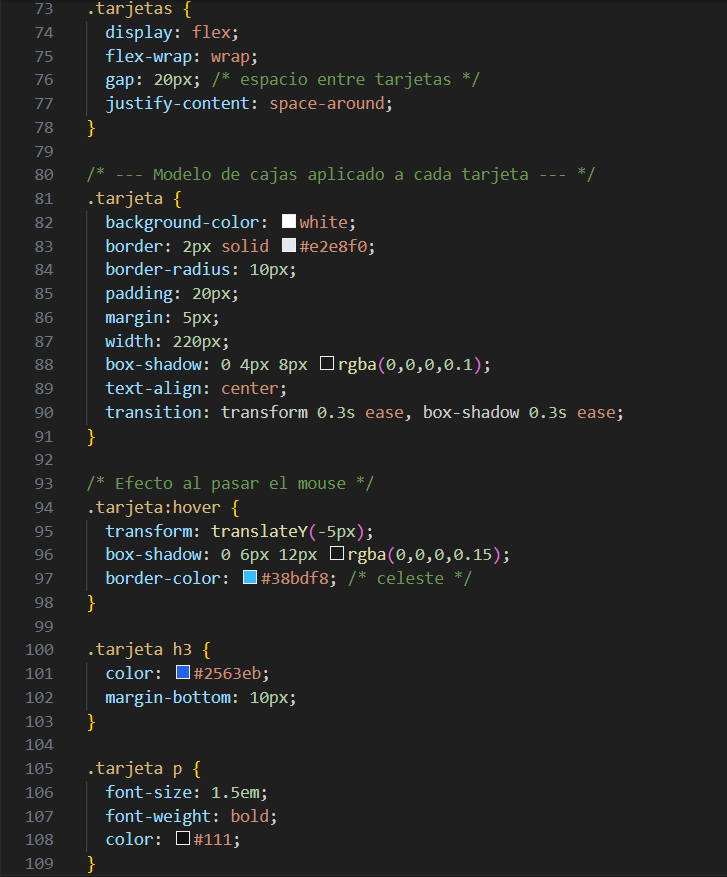 73 .tarjetas {
74 display: flex;
75 flex-wrap: wrap;
76 gap: 20px; /* espacio entre tarjetas */
77 justify-content: space-around;
78 }
79
80 /* --- Modelo de cajas aplicado a cada tarjeta --- */
81 .tarjeta {
82 background-color: white;
83 border: 2px solid #e2e8f0;
84 border-radius: 10px;
85 padding: 20px;
86 margin: 5px;
87 width: 220px;
88 box-shadow: 0 4px 8px rgba(0,0,0,0.1);
89 text-align: center;
90 transition: transform 0.3s ease, box-shadow 0.3s ease;
91 }
92
93 /* Efecto al pasar el mouse */
94 .tarjeta:hover {
95 transform: translateY(-5px);
96 box-shadow: 0 6px 12px rgba(0,0,0,0.15);
97 border-color: #38bdf8; /* celeste */
98 }
99
100 .tarjeta h3 {
101 color: #2563eb;
102 margin-bottom: 10px;
103 }
104
105 .tarjeta p {
106 font-size: 1.5em;
107 font-weight: bold;
108 color: #111;
109 }